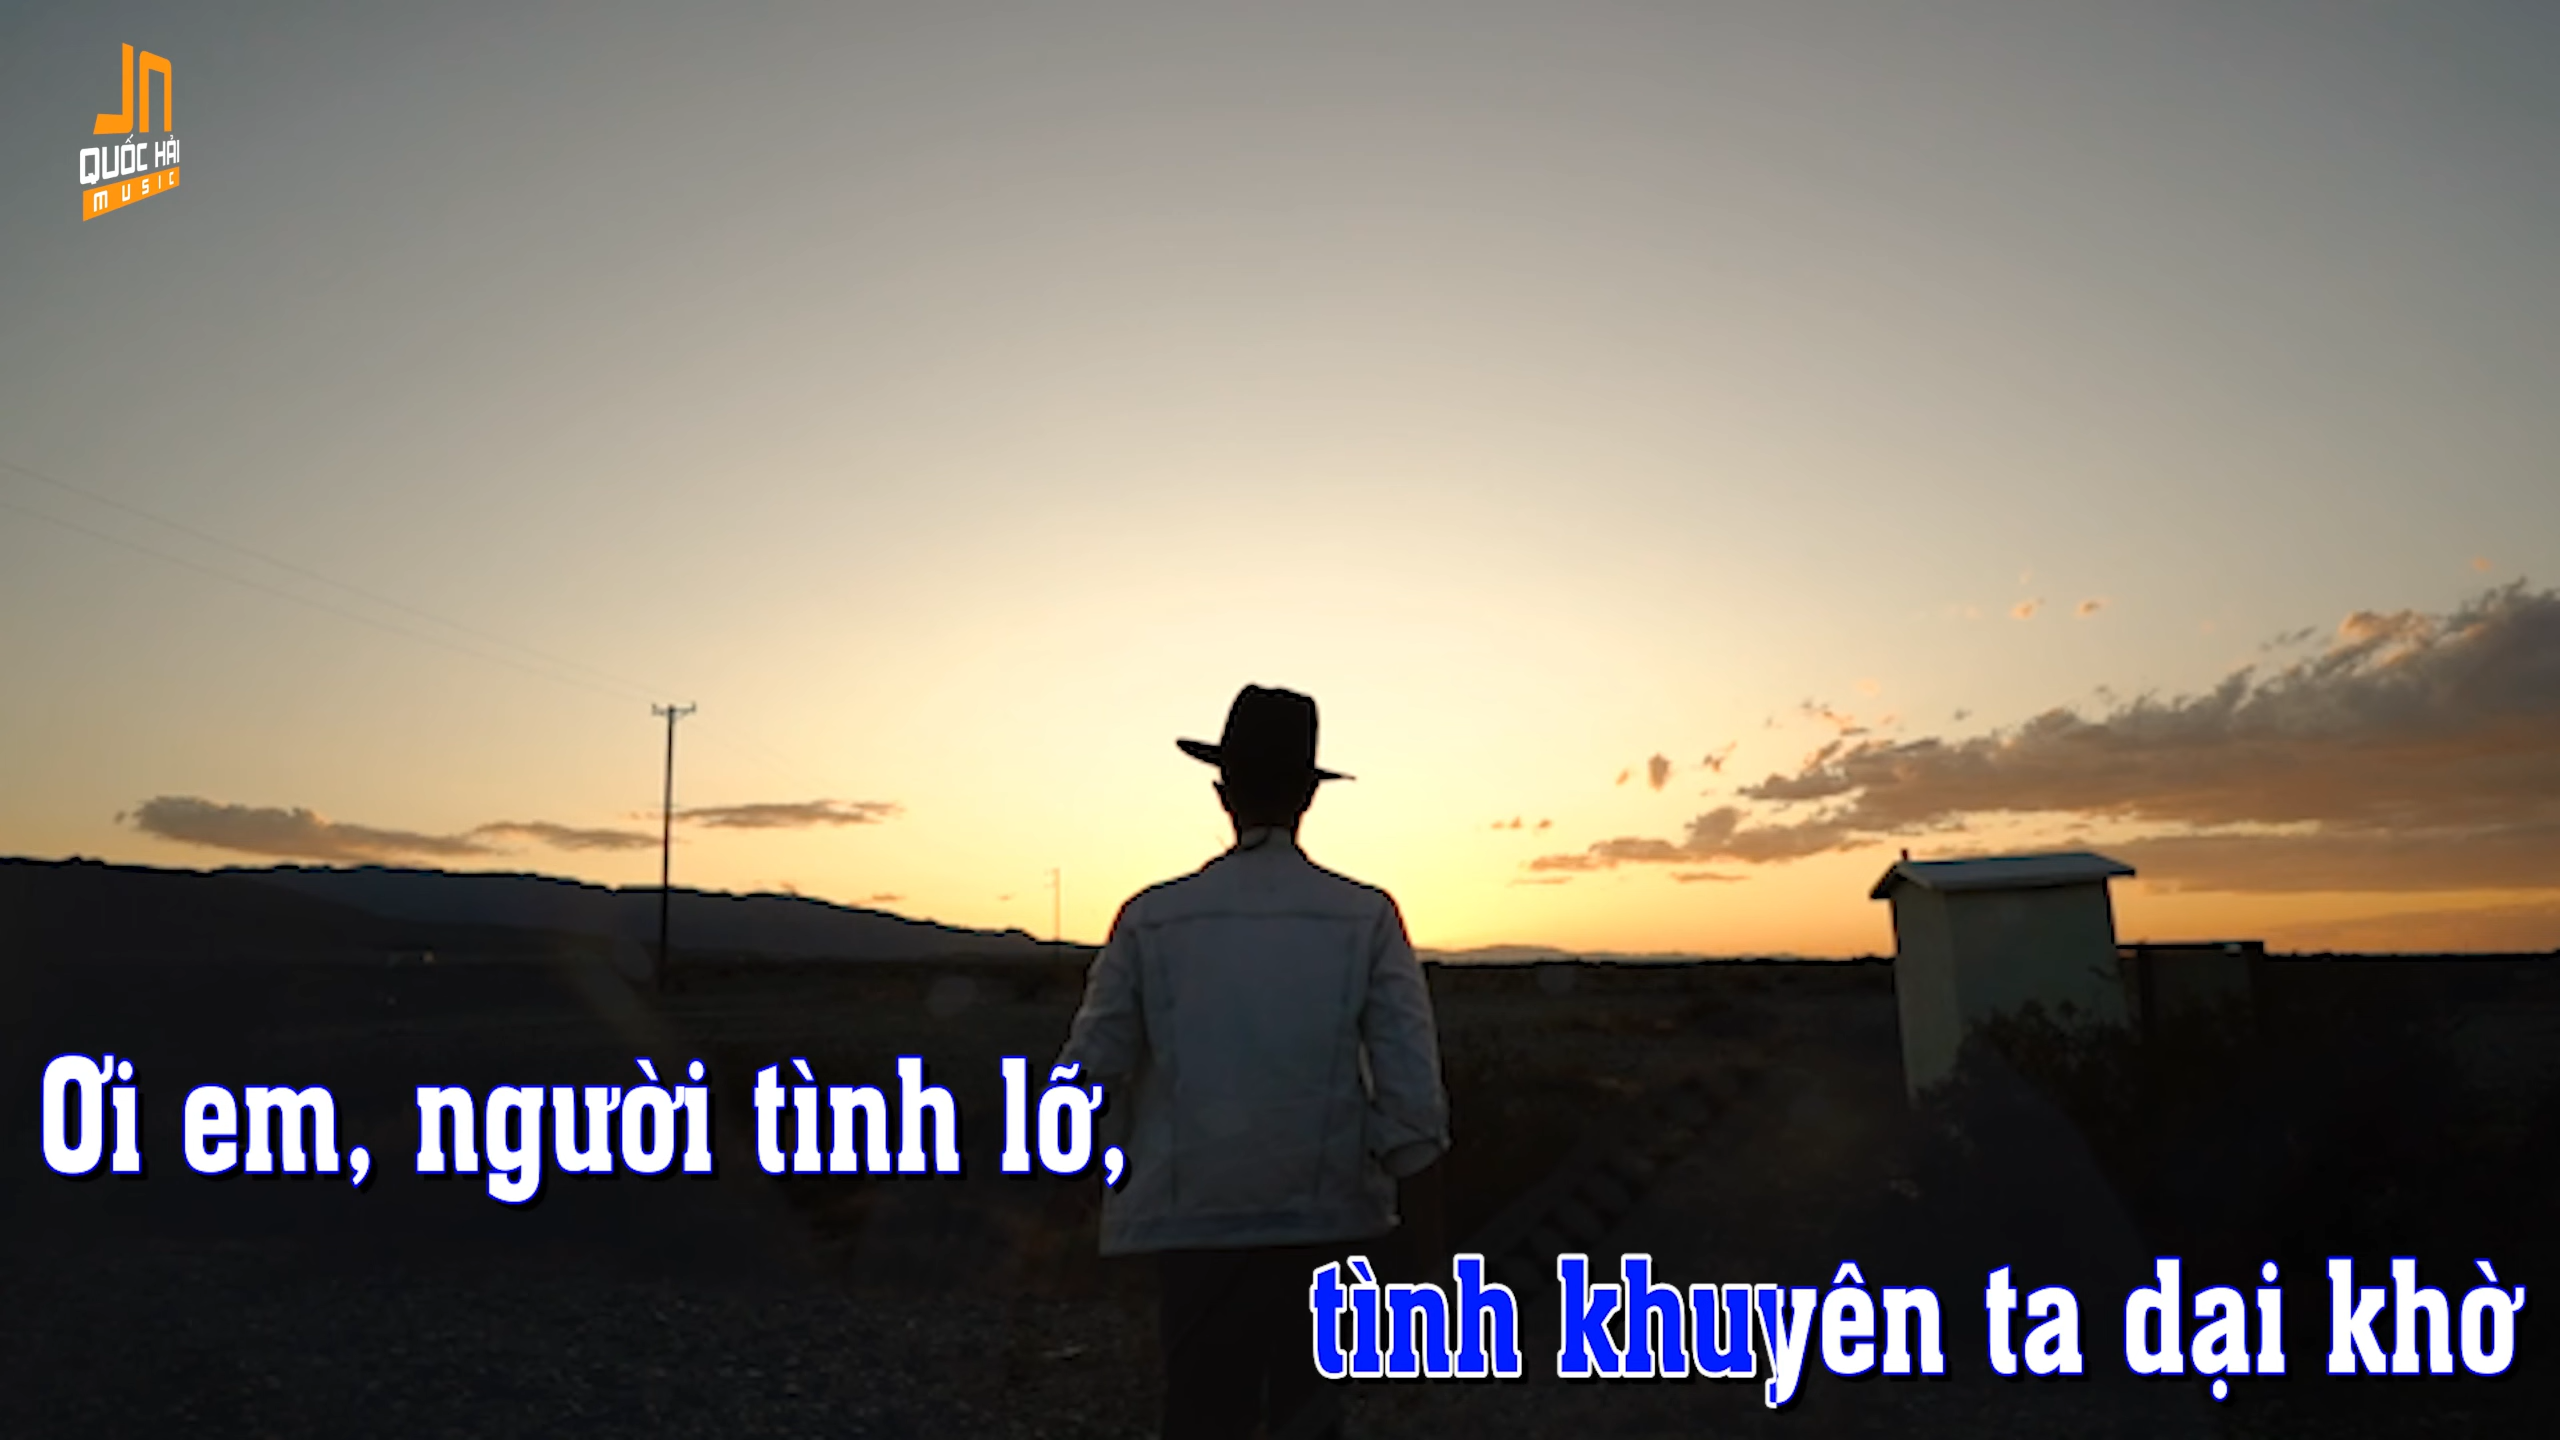 QUỐC HẢI
MUSIC
Ơi em, người tình lỡ,
tình khuyên ta dại khờ